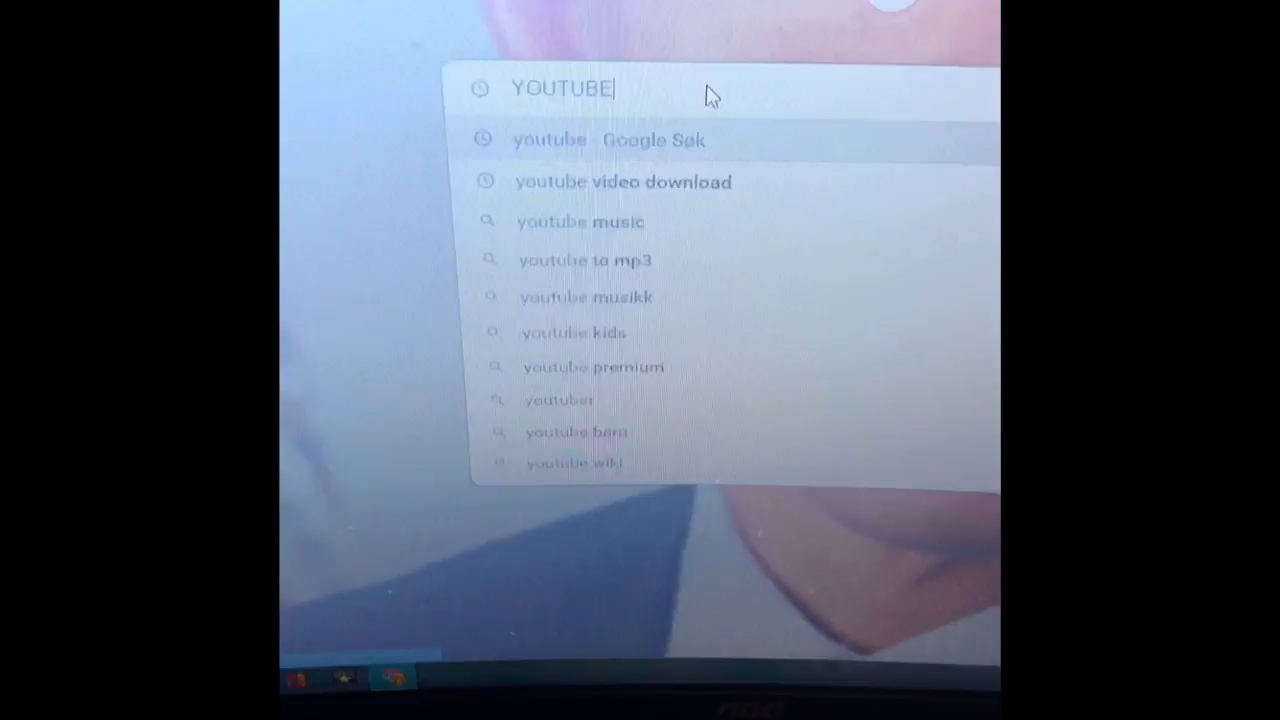 YOUTUBE
youtube - Google Søk
youtube video download
youtube music
youtube to mp3
youtube musikk
youtube kids
youtube premium
youtuber
youtube barn
youtube wiki